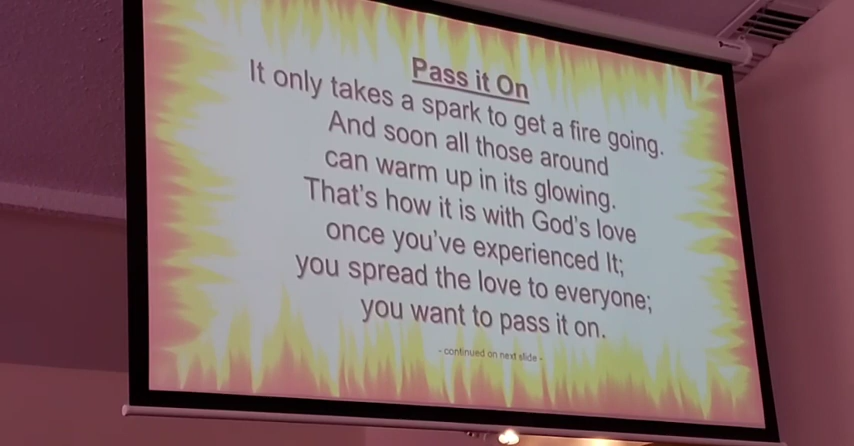 Pass it On
It only takes a spark to get a fire going.
And soon all those around
can warm up in its glowing.
That's how it is with God's love
once you've experienced It;
you spread the love to everyone;
you want to pass it on.
- continued on next slide -